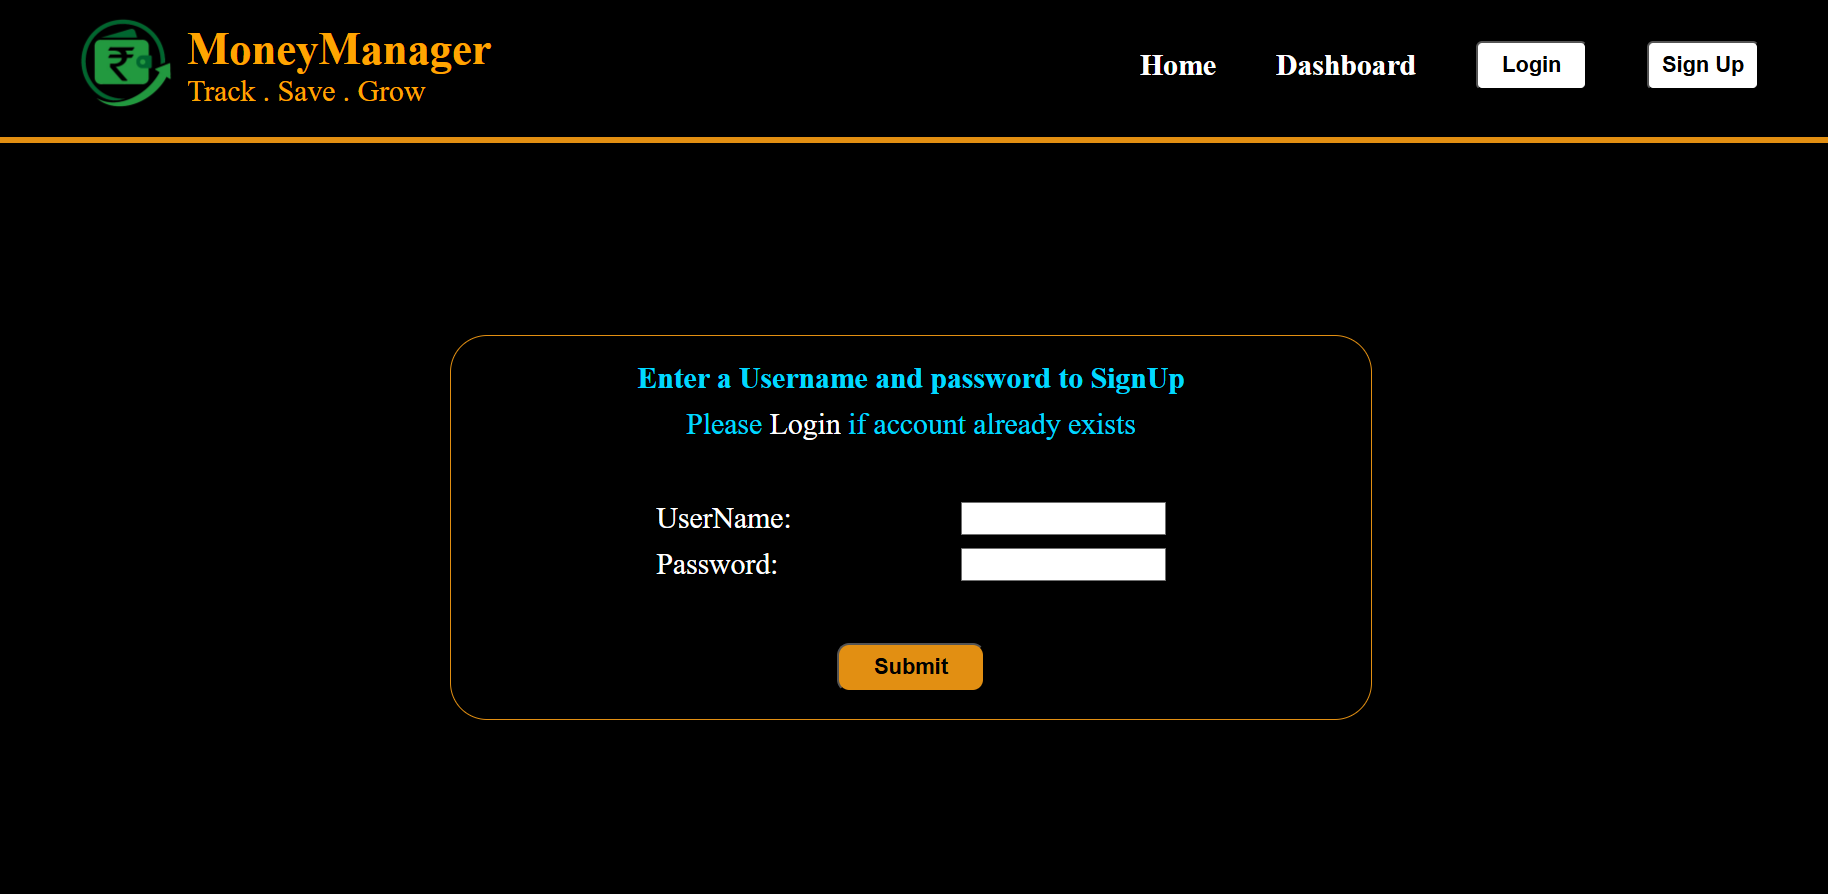 MoneyManager
Track . Save . Grow
Home
Dashboard
Login
Sign Up
Enter a Username and password to SignUp
Please Login if account already exists
UserName:
Password:
Submit